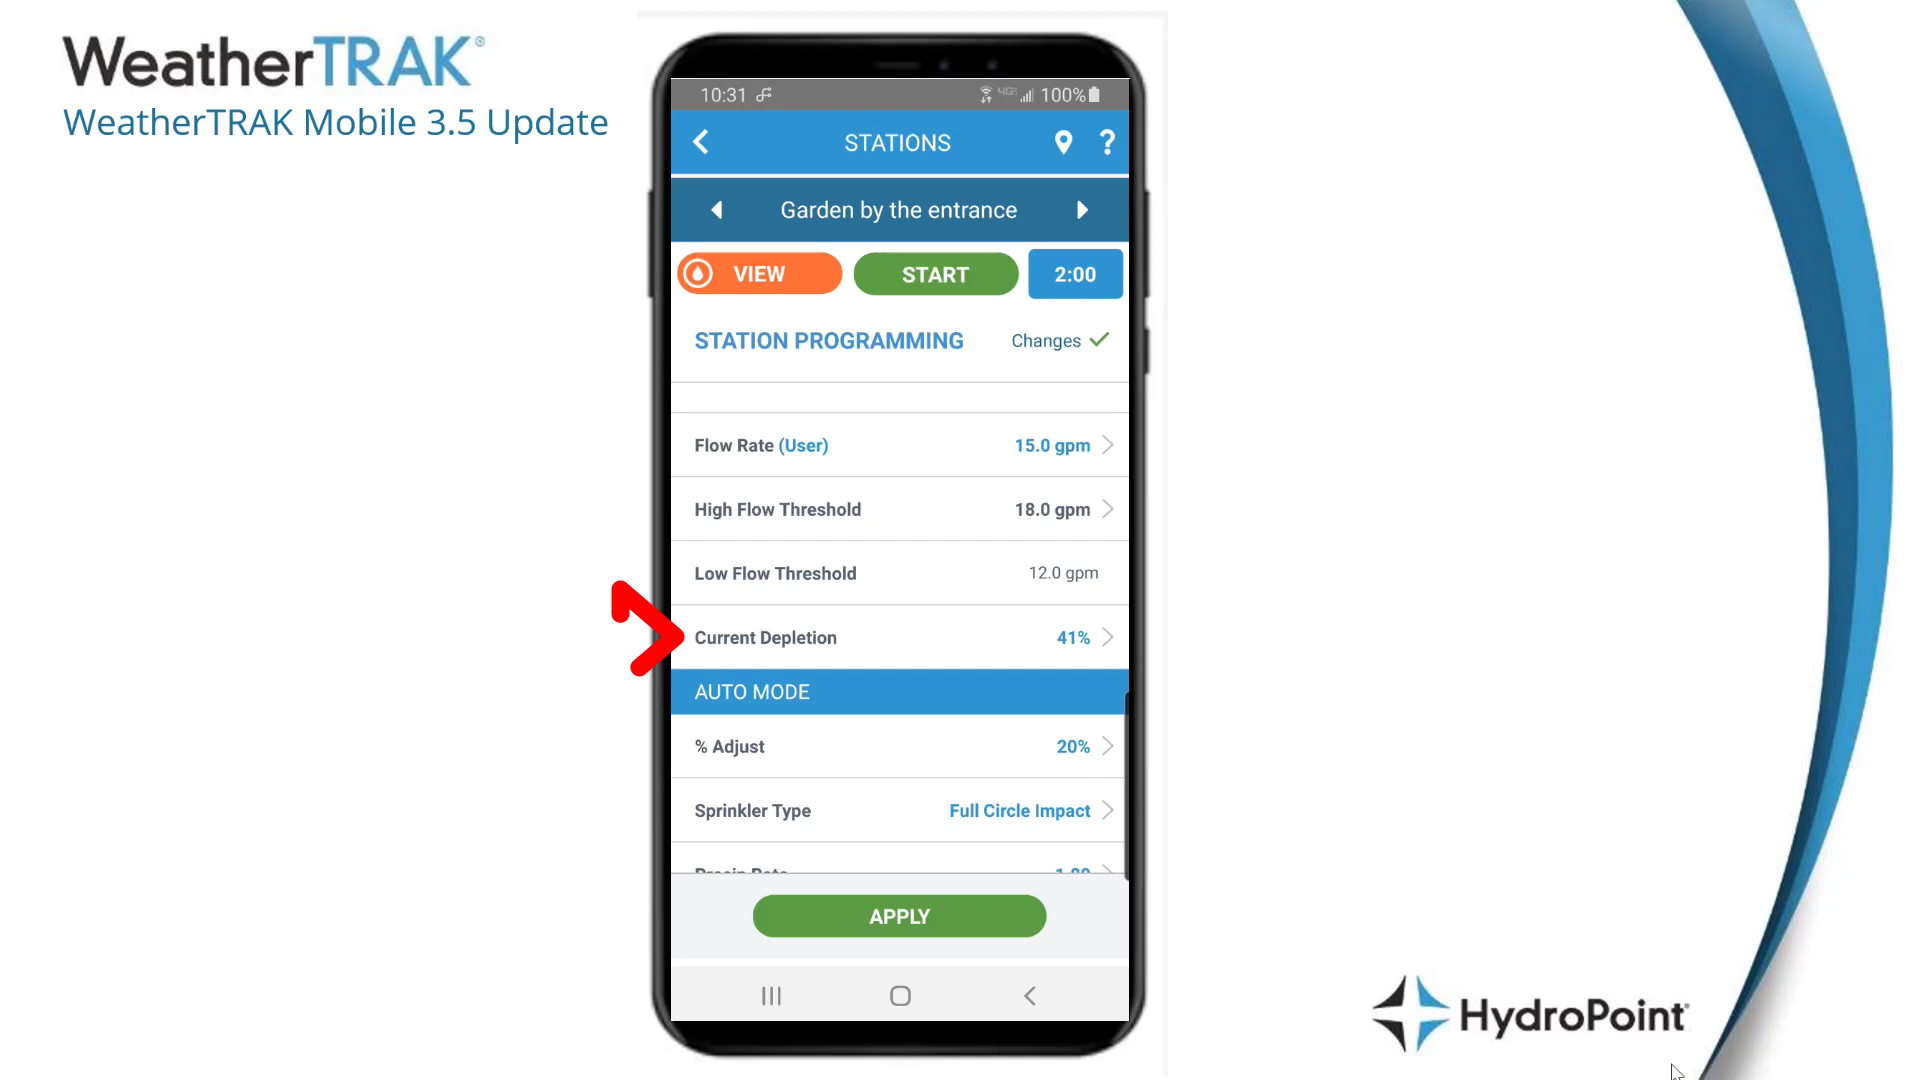 WeatherTRAK®
WeatherTRAK Mobile 3.5 Update
10:31 100%
STATIONS ?
Garden by the entrance
VIEW START 2:00
STATION PROGRAMMING Changes
Flow Rate (User) 15.0 gpm
High Flow Threshold 18.0 gpm
Low Flow Threshold 12.0 gpm
Current Depletion 41%
AUTO MODE
% Adjust 20%
Sprinkler Type Full Circle Impact
APPLY
HydroPoint